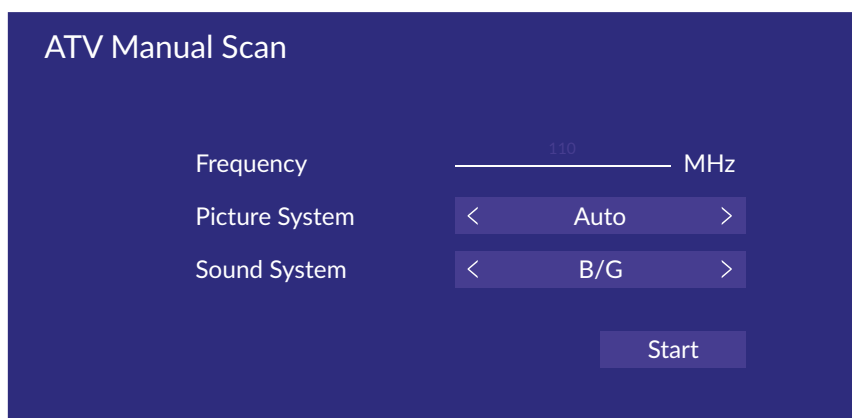 ATV Manual Scan
Frequency 110 MHz
Picture System < Auto >
Sound System < B/G >
Start